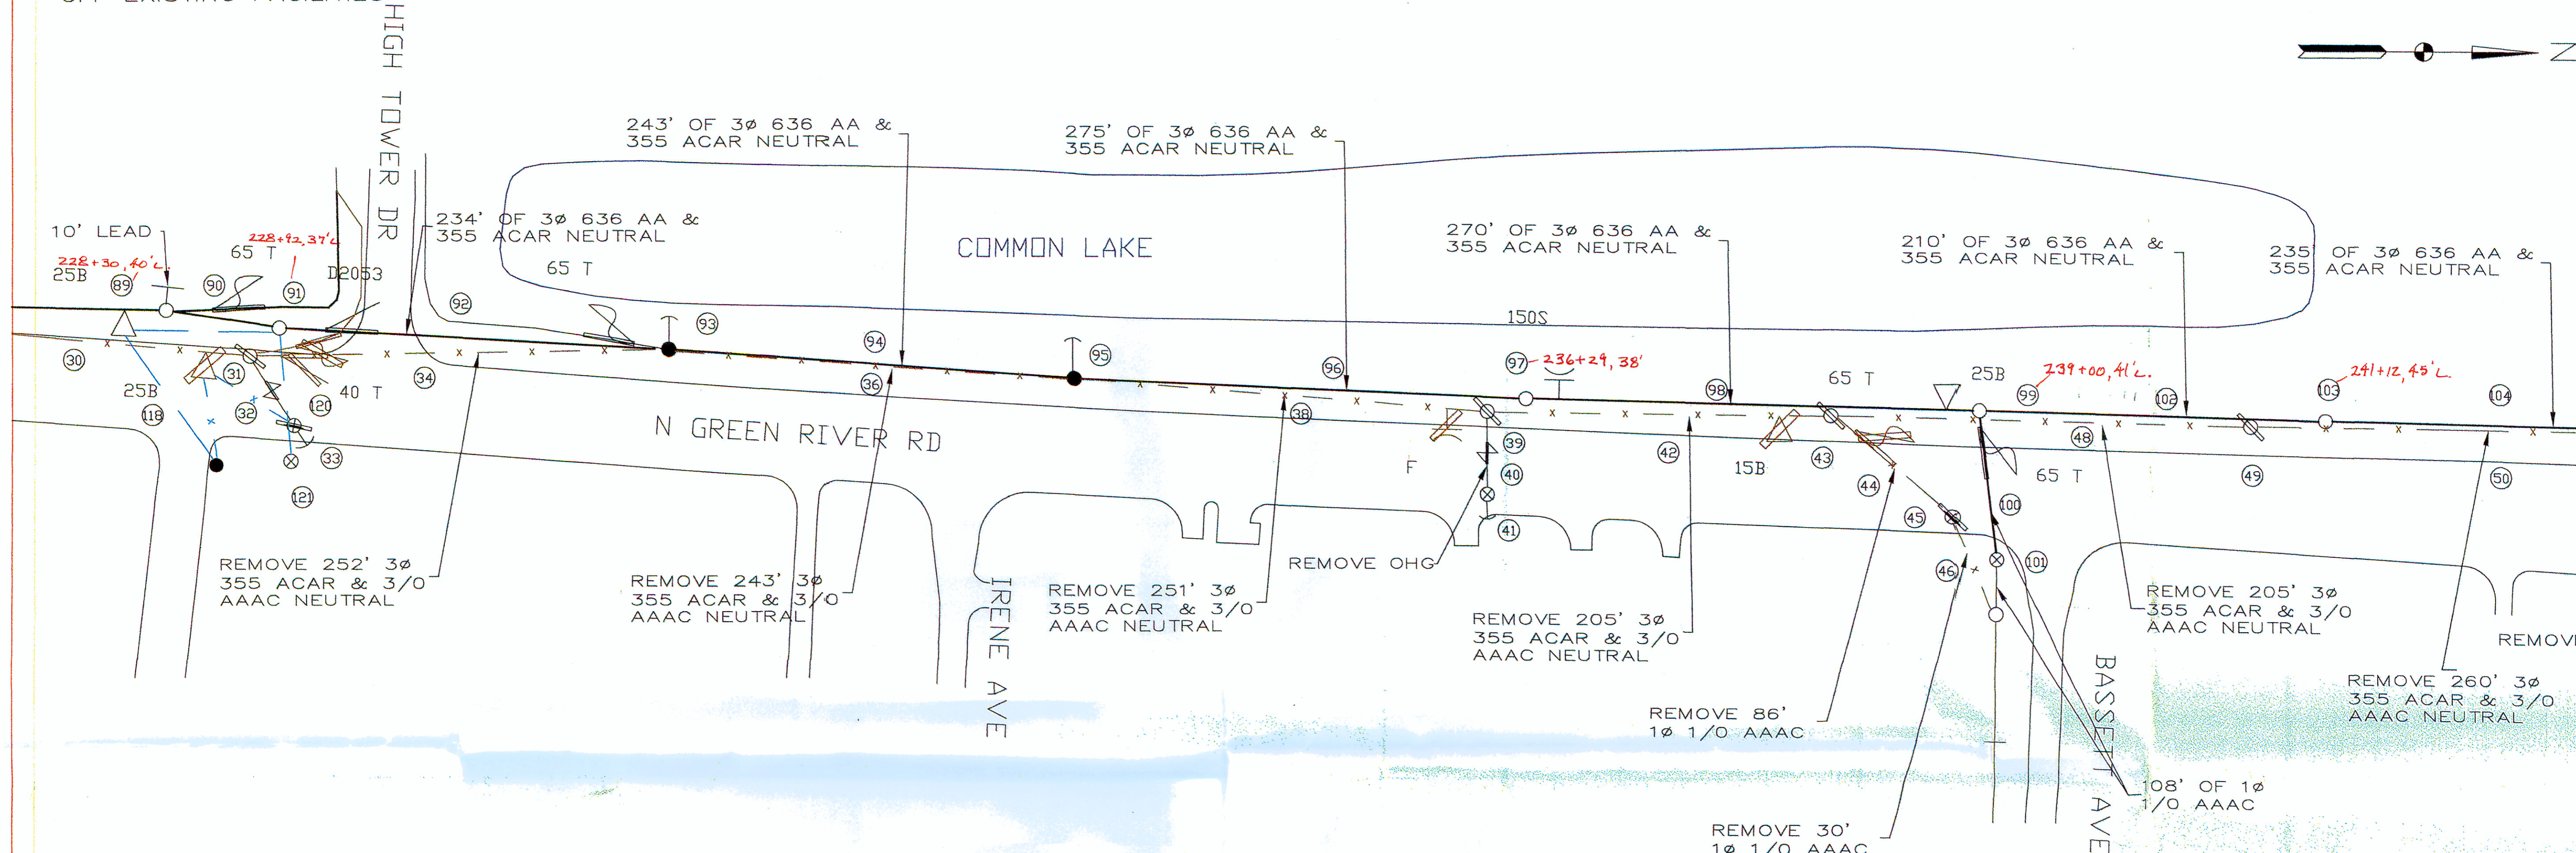 HIGH TOWER DR
N
243' OF 3ø 636 AA &
355 ACAR NEUTRAL
275' OF 3ø 636 AA &
355 ACAR NEUTRAL
234' OF 3ø 636 AA &
355 ACAR NEUTRAL
270' OF 3ø 636 AA &
355 ACAR NEUTRAL
210' OF 3ø 636 AA &
355 ACAR NEUTRAL
235' OF 3ø 636 AA &
355 ACAR NEUTRAL
10' LEAD
228+92, 37'L
65 T
228+30, 40'L.
25B
89
90
91
D2053
92
65 T
COMMON LAKE
150S
93
94
95
96
97
236+29, 38'
98
65 T
25B
99
239+00, 41'L.
102
103
241+12, 45'L.
104
30
31
34
36
38
25B
118
32
120
40 T
33
121
N GREEN RIVER RD
F
39
40
41
42
15B
43
44
45
46
48
49
50
65 T
100
101
REMOVE OHG
REMOVE 252' 3ø
355 ACAR & 3/0
AAAC NEUTRAL
REMOVE 243' 3ø
355 ACAR & 3/0
AAAC NEUTRAL
IRENE AVE
REMOVE 251' 3ø
355 ACAR & 3/0
AAAC NEUTRAL
REMOVE 205' 3ø
355 ACAR & 3/0
AAAC NEUTRAL
REMOVE 205' 3ø
355 ACAR & 3/0
AAAC NEUTRAL
REMOVE 260' 3ø
355 ACAR & 3/0
AAAC NEUTRAL
REMOVE 86'
1ø 1/0 AAAC
BASSET AVE
108' OF 1ø
1/0 AAAC
REMOVE 30'
1ø 1/0 AAAC